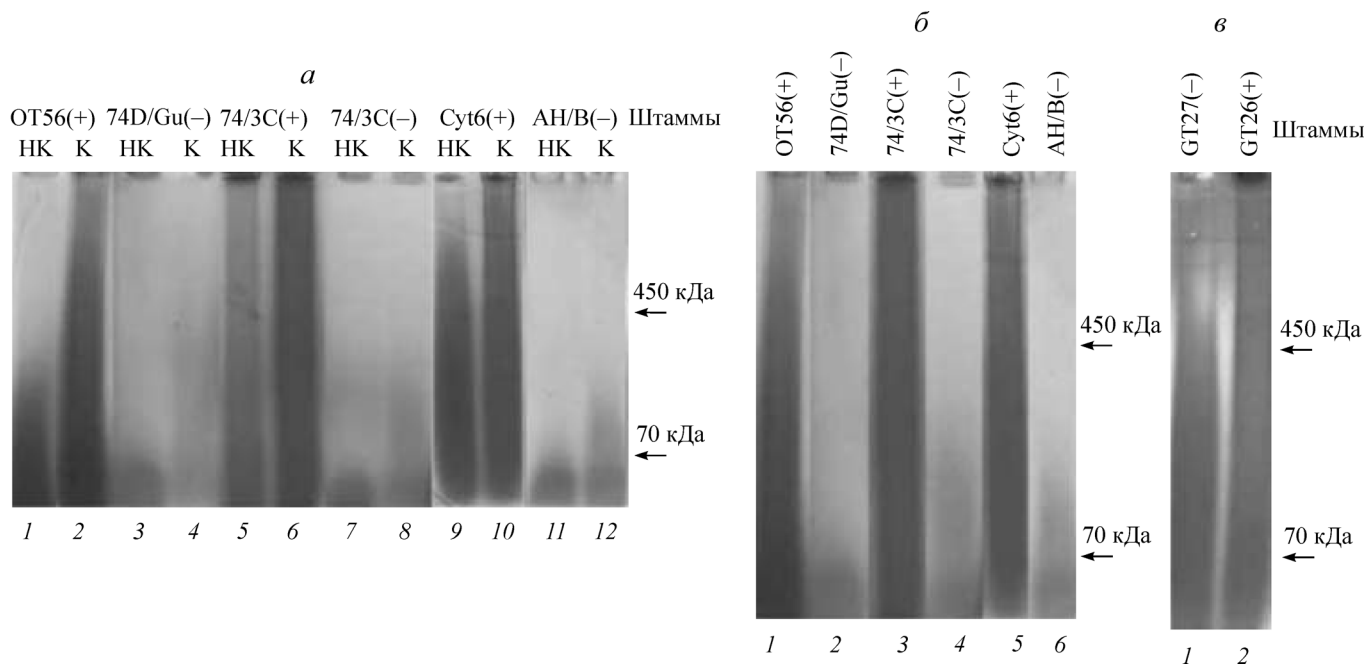 а
OT56(+) 74D/Gu(–) 74/3C(+) 74/3C(–) Cyt6(+) AH/B(–) Штаммы
НК К НК К НК К НК К НК К НК К
450 кДа
70 кДа
1 2 3 4 5 6 7 8 9 10 11 12
б
OT56(+) 74D/Gu(–) 74/3C(+) 74/3C(–) Cyt6(+) AH/B(–)
450 кДа
70 кДа
1 2 3 4 5 6
в
GT27(–) GT26(+) Штаммы
450 кДа
70 кДа
1 2